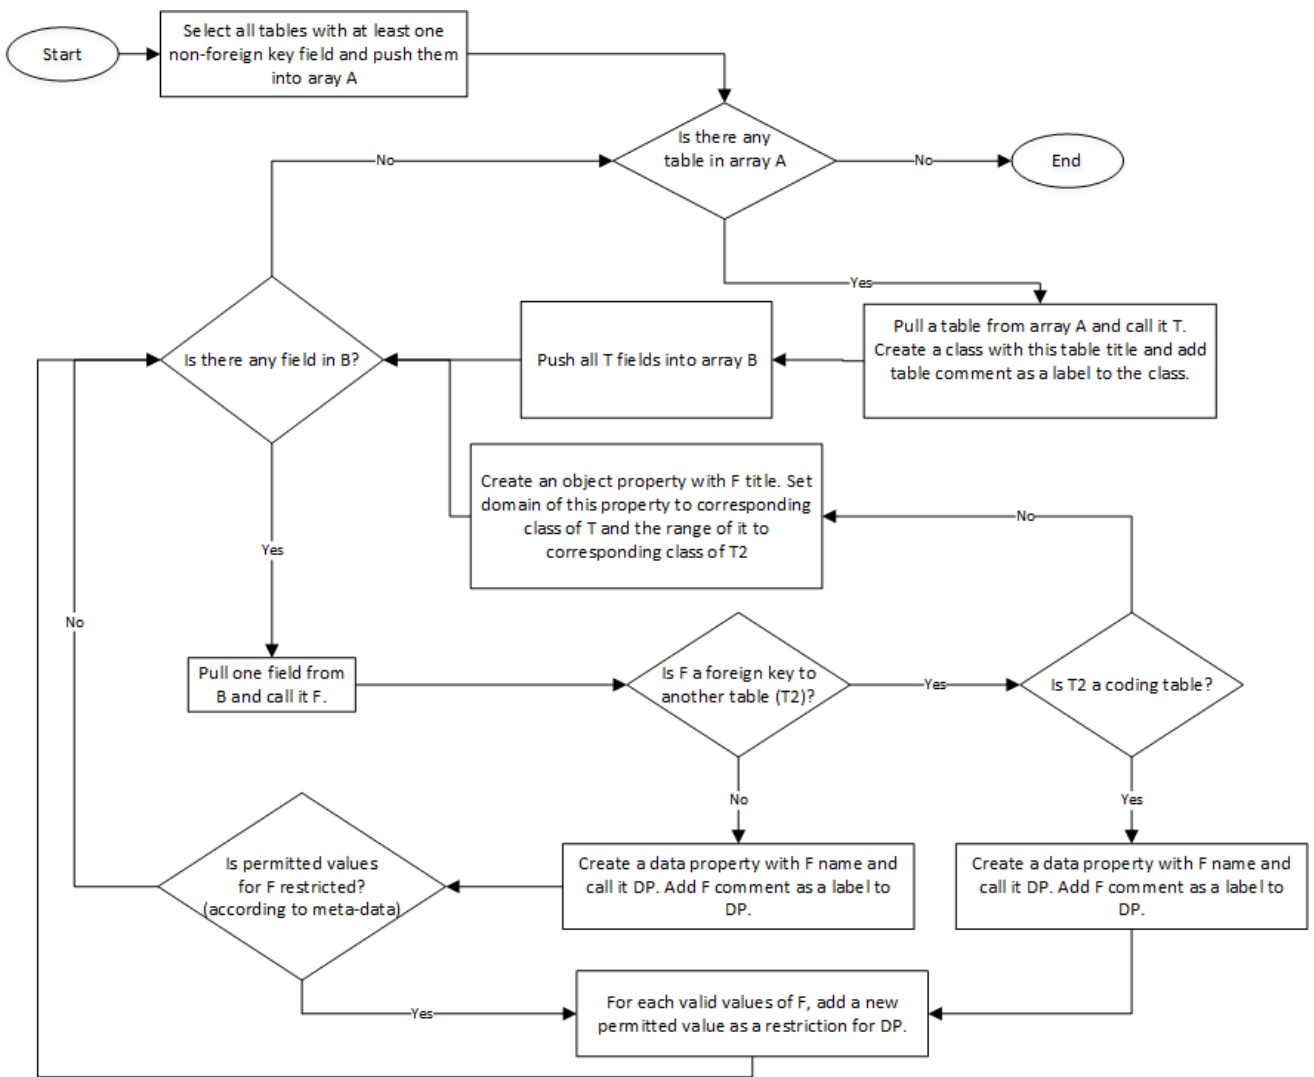 Start
Select all tables with at least one
non-foreign key field and push them
into aray A
Is there any
table in array A
No
End
No
Yes
Pull a table from array A and call it T.
Create a class with this table title and add
table comment as a label to the class.
Push all T fields into array B
Is there any field in B?
Create an object property with F title. Set
domain of this property to corresponding
class of T and the range of it to
corresponding class of T2
No
Yes
No
Pull one field from
B and call it F.
Is F a foreign key to
another table (T2)?
Yes
Is T2 a coding table?
No
Yes
Is permitted values
for F restricted?
(according to meta-data)
Create a data property with F name and
call it DP. Add F comment as a label to
DP.
Create a data property with F name and
call it DP. Add F comment as a label to
DP.
Yes
For each valid values of F, add a new
permitted value as a restriction for DP.